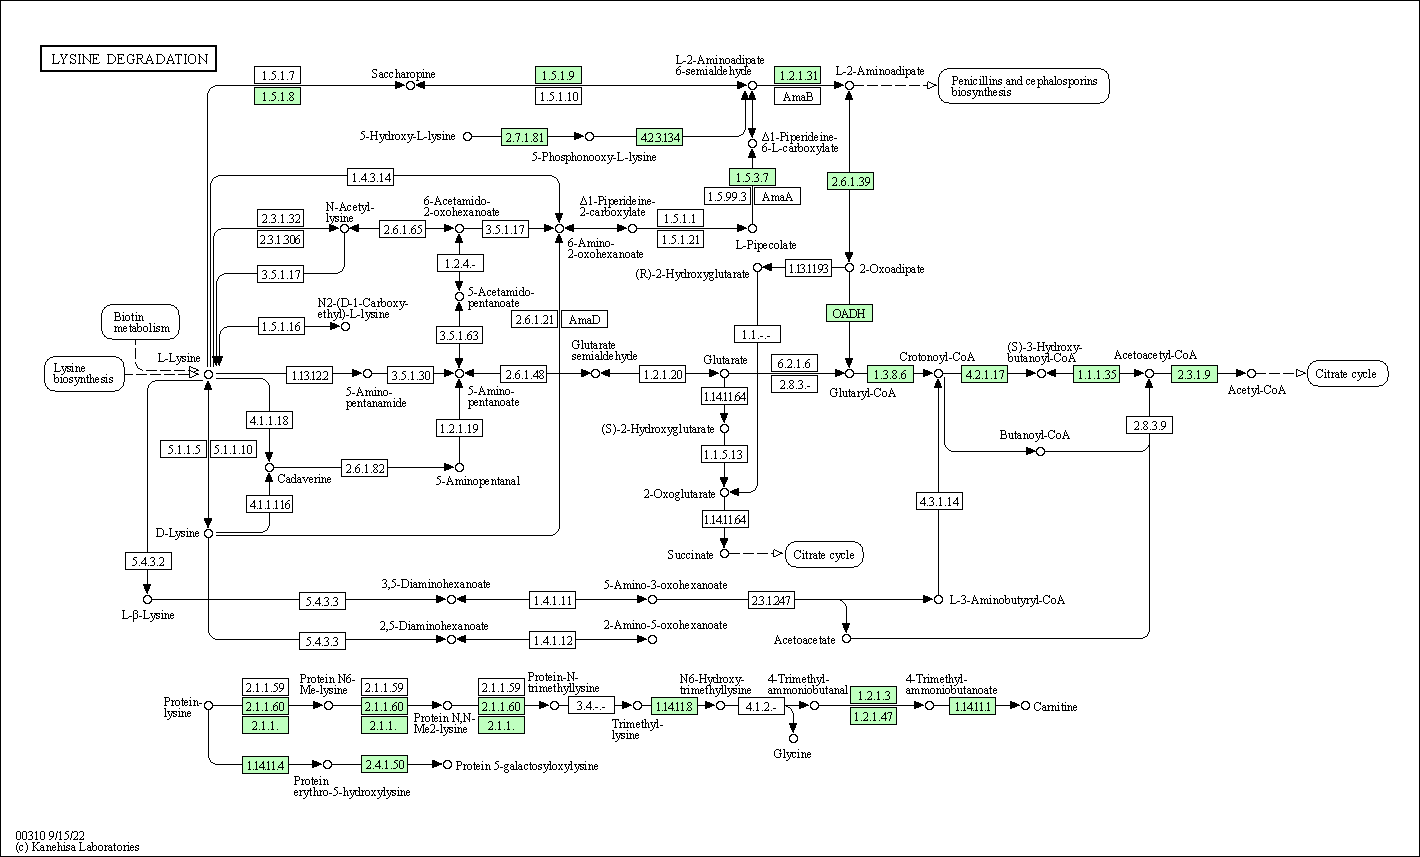 LYSINE DEGRADATION
1.5.1.7
1.5.1.8
Saccharopine
1.5.1.9
1.5.1.10
L-2-Aminoadipate
6-semialdehyde
1.2.1.31
AmaB
L-2-Aminoadipate
Penicillins and cephalosporins
biosynthesis
5-Hydroxy-L-lysine
2.7.1.81
5-Phosphonooxy-L-lysine
4.2.3.134
Δ1-Piperideine-
6-L-carboxylate
1.4.3.14
1.5.3.7
1.5.99.3
AmaA
2.6.1.39
2.3.1.32
2.3.1.306
N-Acetyl-
lysine
2.6.1.65
6-Acetamido-
2-oxohexanoate
3.5.1.17
Δ1-Piperideine-
2-carboxylate
1.5.1.1
1.5.1.21
L-Pipecolate
6-Amino-
2-oxohexanoate
3.5.1.17
1.2.4.-
(R)-2-Hydroxyglutarate
1.13.11.93
2-Oxoadipate
N2-(D-1-Carboxy-
ethyl)-L-lysine
1.5.1.16
5-Acetamido-
pentanoate
2.6.1.21
AmaD
OADH
Biotin
metabolism
3.5.1.63
1.1.-.-
Glutarate
semialdehyde
L-Lysine
Lysine
biosynthesis
1.13.12.2
5-Amino-
pentanamide
3.5.1.30
5-Amino-
pentanoate
2.6.1.48
1.2.1.20
Glutarate
6.2.1.6
2.8.3.-
Glutaryl-CoA
1.3.8.6
Crotonoyl-CoA
4.2.1.17
(S)-3-Hydroxy-
butanoyl-CoA
1.1.1.35
Acetoacetyl-CoA
2.3.1.9
Acetyl-CoA
Citrate cycle
1.14.11.64
4.1.1.18
1.2.1.19
(S)-2-Hydroxyglutarate
Butanoyl-CoA
2.8.3.9
5.1.1.5
5.1.1.10
1.1.5.13
Cadaverine
2.6.1.82
5-Aminopentanal
4.1.1.116
2-Oxoglutarate
4.3.1.14
1.14.11.64
D-Lysine
Succinate
Citrate cycle
5.4.3.2
L-β-Lysine
5.4.3.3
3,5-Diaminohexanoate
1.4.1.11
5-Amino-3-oxohexanoate
2.3.1.247
L-3-Aminobutyryl-CoA
Acetoacetate
5.4.3.3
2,5-Diaminohexanoate
1.4.1.12
2-Amino-5-oxohexanoate
Protein-
lysine
2.1.1.59
2.1.1.60
2.1.1.
Protein N6-
Me-lysine
2.1.1.59
2.1.1.60
2.1.1.
Protein N,N-
Me2-lysine
2.1.1.59
2.1.1.60
2.1.1.
Protein-N-
trimethyllysine
3.4.-.-
Trimethyl-
lysine
1.14.11.8
N6-Hydroxy-
trimethyllysine
4.1.2.-
Glycine
4-Trimethyl-
ammoniobutanal
1.2.1.3
1.2.1.47
4-Trimethyl-
ammoniobutanoate
1.14.11.1
Carnitine
1.14.11.4
Protein
erythro-5-hydroxylysine
2.4.1.50
Protein 5-galactosyloxylysine
00310 9/15/22
(c) Kanehisa Laboratories